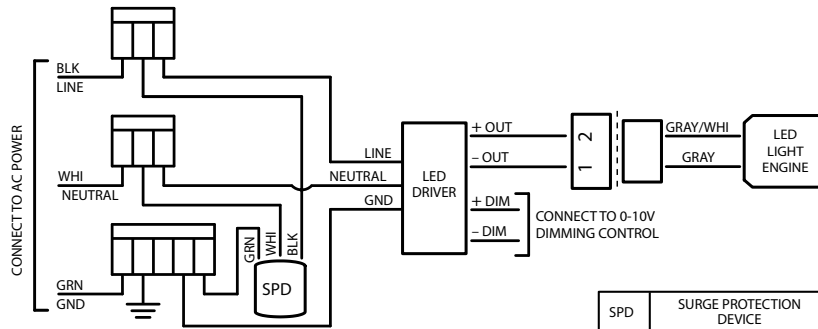 CONNECT TO AC POWER
BLK
LINE
WHI
NEUTRAL
GRN
GND
GRN
WHI
BLK
SPD
LINE
NEUTRAL
GND
LED
DRIVER
+ OUT
– OUT
+ DIM
– DIM
CONNECT TO 0-10V
DIMMING CONTROL
2
1
GRAY/WHI
GRAY
LED
LIGHT
ENGINE
SPD SURGE PROTECTION
DEVICE